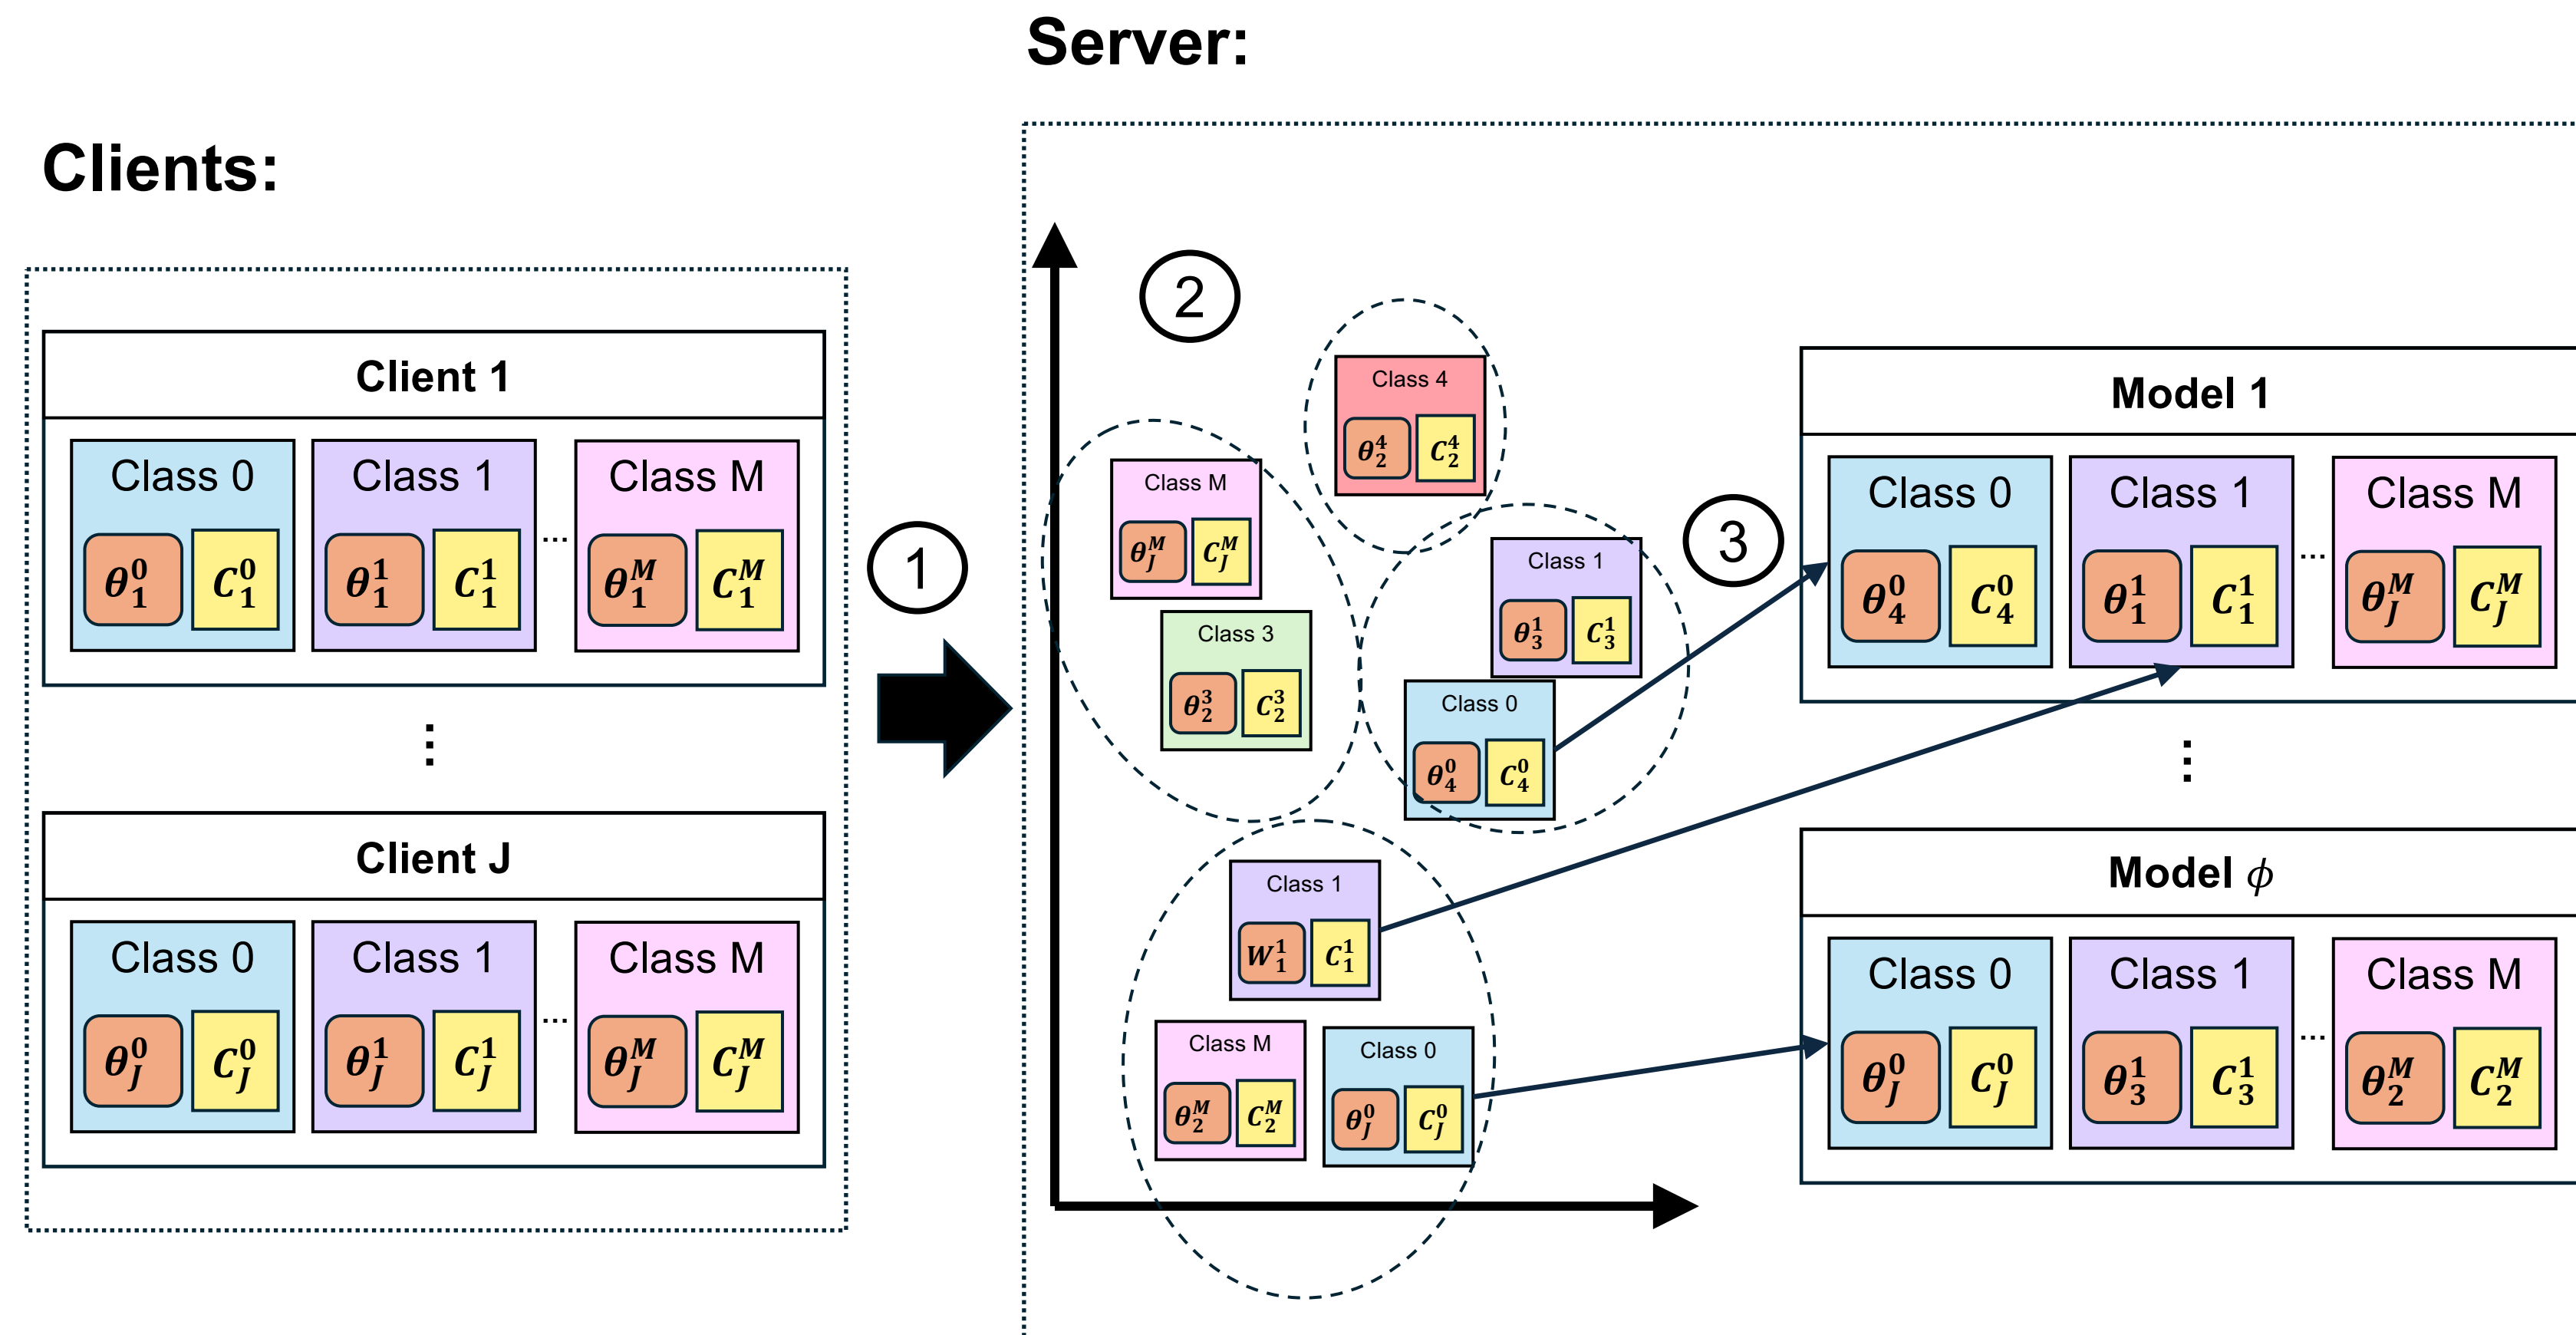 Server:
Clients:
Client 1
Class 0 Class 1 Class M
θ₁⁰ C₁⁰ θ₁¹ C₁¹ ... θ₁ᴹ C₁ᴹ
⋮
Client J
Class 0 Class 1 Class M
θ_J⁰ C_J⁰ θ_J¹ C_J¹ ... θ_Jᴹ C_Jᴹ
1
2
Class 4
θ₂⁴ C₂⁴
Class M
θ_Jᴹ C_Jᴹ
Class 1
θ₃¹ C₃¹
Class 3
θ₂³ C₂³
Class 0
θ₄⁰ C₄⁰
Class 1
W₁¹ C₁¹
Class M
θ₂ᴹ C₂ᴹ
Class 0
θ_J⁰ C_J⁰
3
Model 1
Class 0 Class 1 Class M
θ₄⁰ C₄⁰ θ₁¹ C₁¹ ... θ_Jᴹ C_Jᴹ
⋮
Model ϕ
Class 0 Class 1 Class M
θ_J⁰ C_J⁰ θ₃¹ C₃¹ ... θ₂ᴹ C₂ᴹ